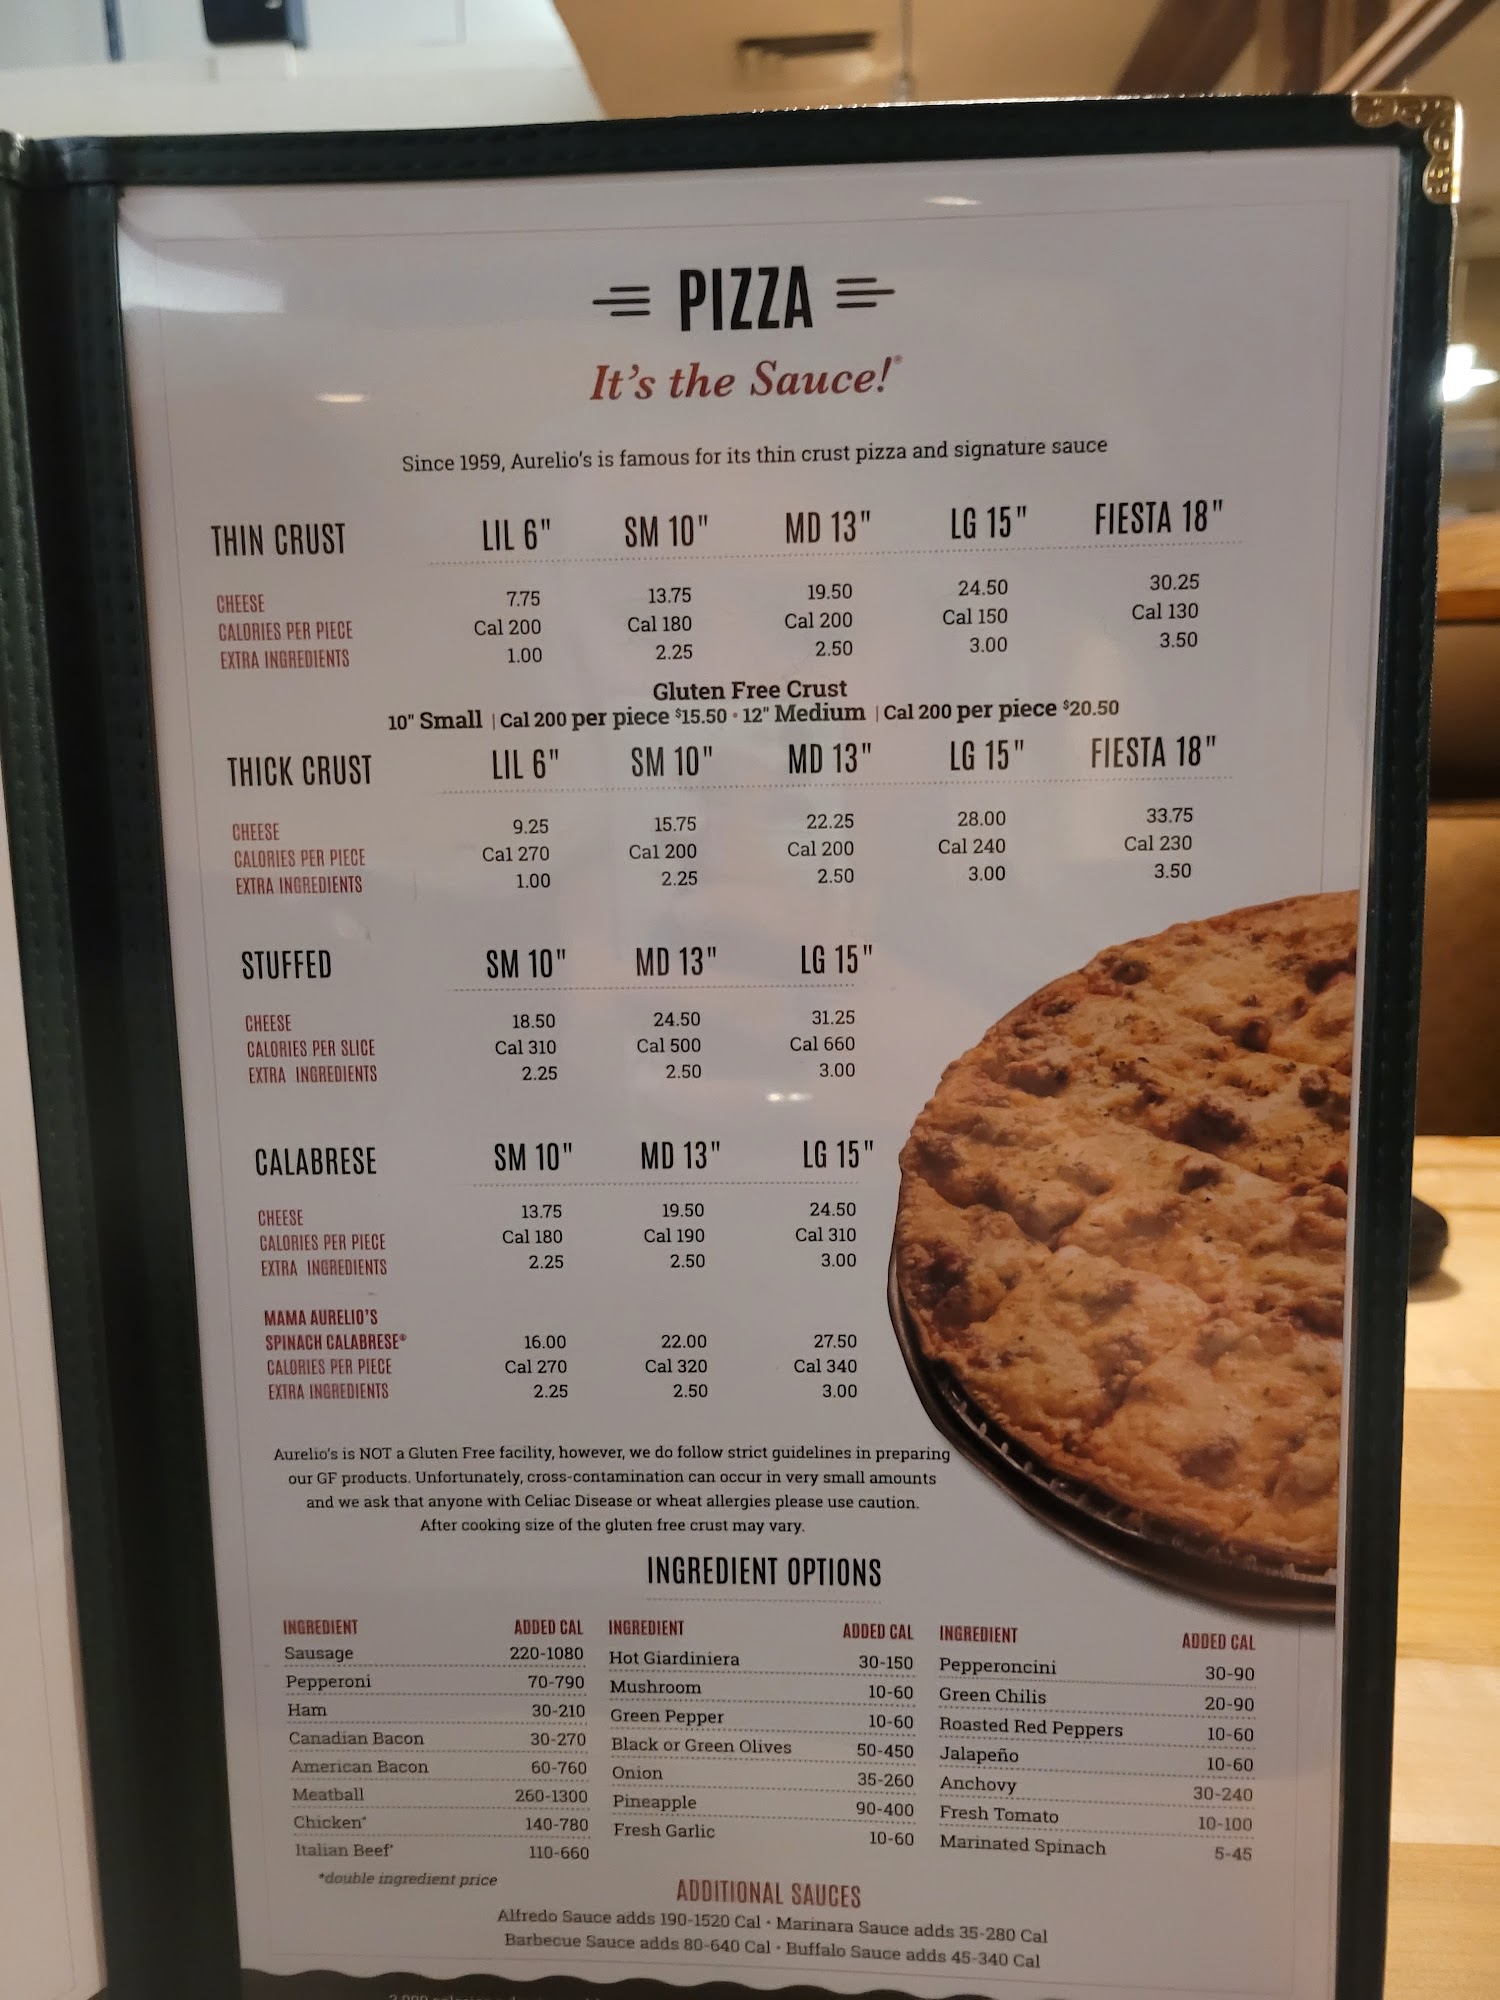 PIZZA
It's the Sauce!®
Since 1959, Aurelio's is famous for its thin crust pizza and signature sauce
THIN CRUST LIL 6" SM 10" MD 13" LG 15" FIESTA 18"
CHEESE 7.75 13.75 19.50 24.50 30.25
CALORIES PER PIECE Cal 200 Cal 180 Cal 200 Cal 150 Cal 130
EXTRA INGREDIENTS 1.00 2.25 2.50 3.00 3.50
Gluten Free Crust
10" Small | Cal 200 per piece $15.50 • 12" Medium | Cal 200 per piece $20.50
THICK CRUST LIL 6" SM 10" MD 13" LG 15" FIESTA 18"
CHEESE 9.25 15.75 22.25 28.00 33.75
CALORIES PER PIECE Cal 270 Cal 200 Cal 200 Cal 240 Cal 230
EXTRA INGREDIENTS 1.00 2.25 2.50 3.00 3.50
STUFFED SM 10" MD 13" LG 15"
CHEESE 18.50 24.50 31.25
CALORIES PER SLICE Cal 310 Cal 500 Cal 660
EXTRA INGREDIENTS 2.25 2.50 3.00
CALABRESE SM 10" MD 13" LG 15"
CHEESE 13.75 19.50 24.50
CALORIES PER PIECE Cal 180 Cal 190 Cal 310
EXTRA INGREDIENTS 2.25 2.50 3.00
MAMA AURELIO'S
SPINACH CALABRESE® 16.00 22.00 27.50
CALORIES PER PIECE Cal 270 Cal 320 Cal 340
EXTRA INGREDIENTS 2.25 2.50 3.00
Aurelio's is NOT a Gluten Free facility, however, we do follow strict guidelines in preparing
our GF products. Unfortunately, cross-contamination can occur in very small amounts
and we ask that anyone with Celiac Disease or wheat allergies please use caution.
After cooking size of the gluten free crust may vary.
INGREDIENT OPTIONS
INGREDIENT ADDED CAL
Sausage 220-1080
Pepperoni 70-790
Ham 30-210
Canadian Bacon 30-270
American Bacon 60-760
Meatball 260-1300
Chicken* 140-780
Italian Beef* 110-660
*double ingredient price
INGREDIENT ADDED CAL
Hot Giardiniera 30-150
Mushroom 10-60
Green Pepper 10-60
Black or Green Olives 50-450
Onion 35-260
Pineapple 90-400
Fresh Garlic 10-60
INGREDIENT ADDED CAL
Pepperoncini 30-90
Green Chilis 20-90
Roasted Red Peppers 10-60
Jalapeño 10-60
Anchovy 30-240
Fresh Tomato 10-100
Marinated Spinach 5-45
ADDITIONAL SAUCES
Alfredo Sauce adds 190-1520 Cal • Marinara Sauce adds 35-280 Cal
Barbecue Sauce adds 80-640 Cal • Buffalo Sauce adds 45-340 Cal